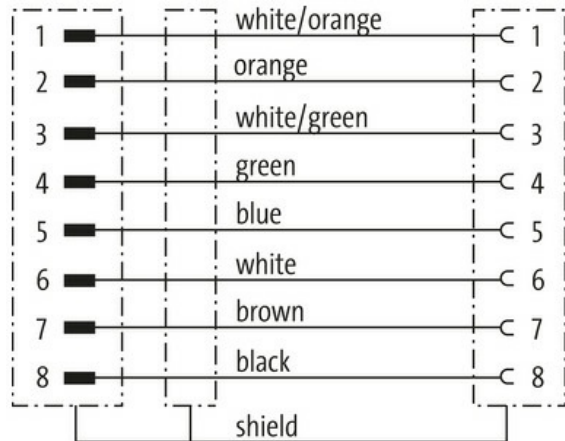 1 white/orange 1
2 orange 2
3 white/green 3
4 green 4
5 blue 5
6 white 6
7 brown 7
8 black 8
shield